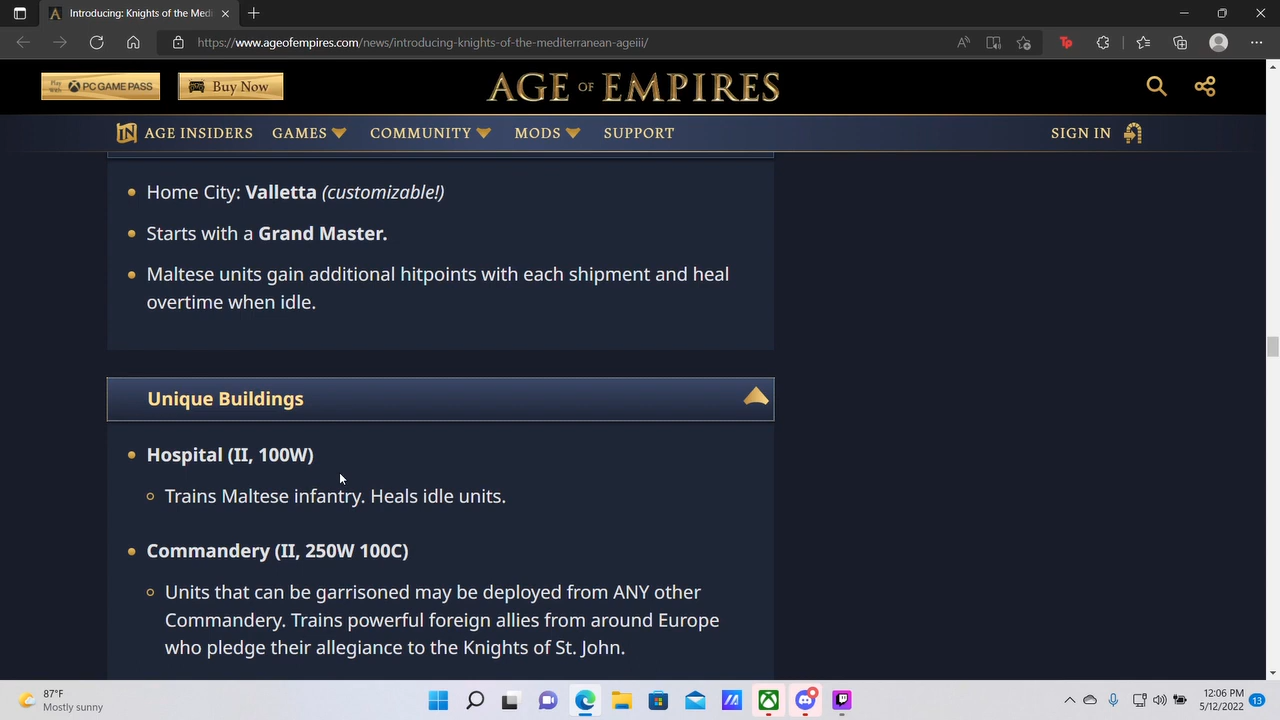 Introducing: Knights of the Medi
https://www.ageofempires.com/news/introducing-knights-of-the-mediterranean-ageiii/
PC GAME PASS
Buy Now
AGE OF EMPIRES
AGE INSIDERS
GAMES
COMMUNITY
MODS
SUPPORT
SIGN IN
Home City: Valletta (customizable!)
Starts with a Grand Master.
Maltese units gain additional hitpoints with each shipment and heal
overtime when idle.
Unique Buildings
Hospital (II, 100W)
Trains Maltese infantry. Heals idle units.
Commandery (II, 250W 100C)
Units that can be garrisoned may be deployed from ANY other
Commandery. Trains powerful foreign allies from around Europe
who pledge their allegiance to the Knights of St. John.
87°F
Mostly sunny
12:06 PM
5/12/2022
13